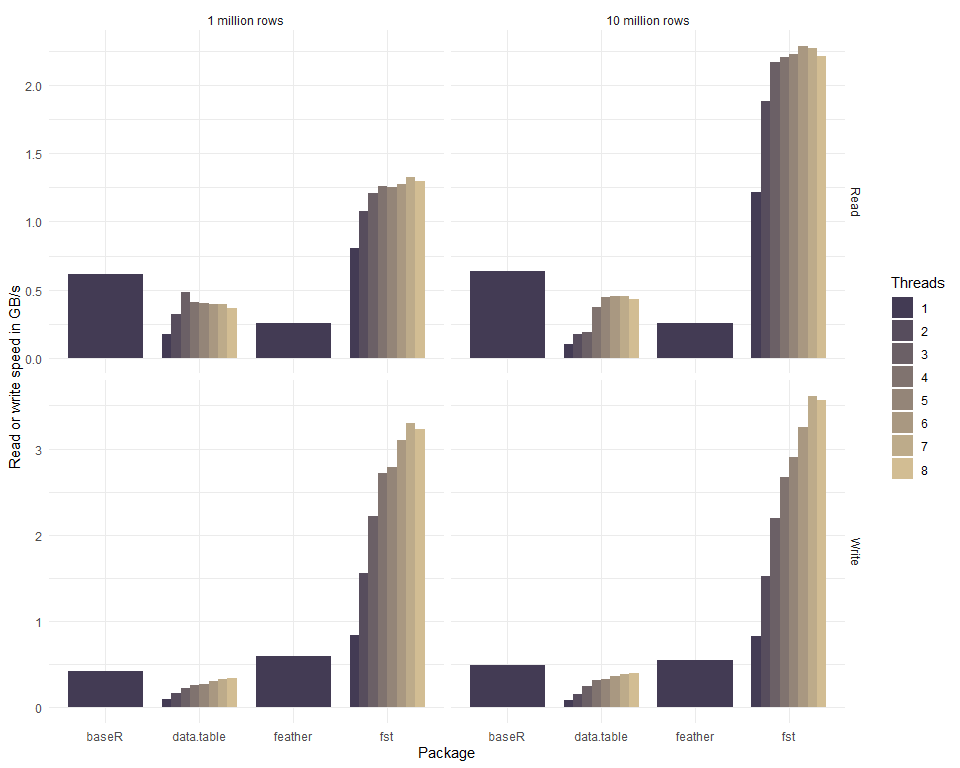 1 million rows
10 million rows
Read or write speed in GB/s
2.0
1.5
1.0
0.5
0.0
Read
3
2
1
0
Write
baseR
data.table
feather
fst
baseR
data.table
feather
fst
Package
Threads
1
2
3
4
5
6
7
8